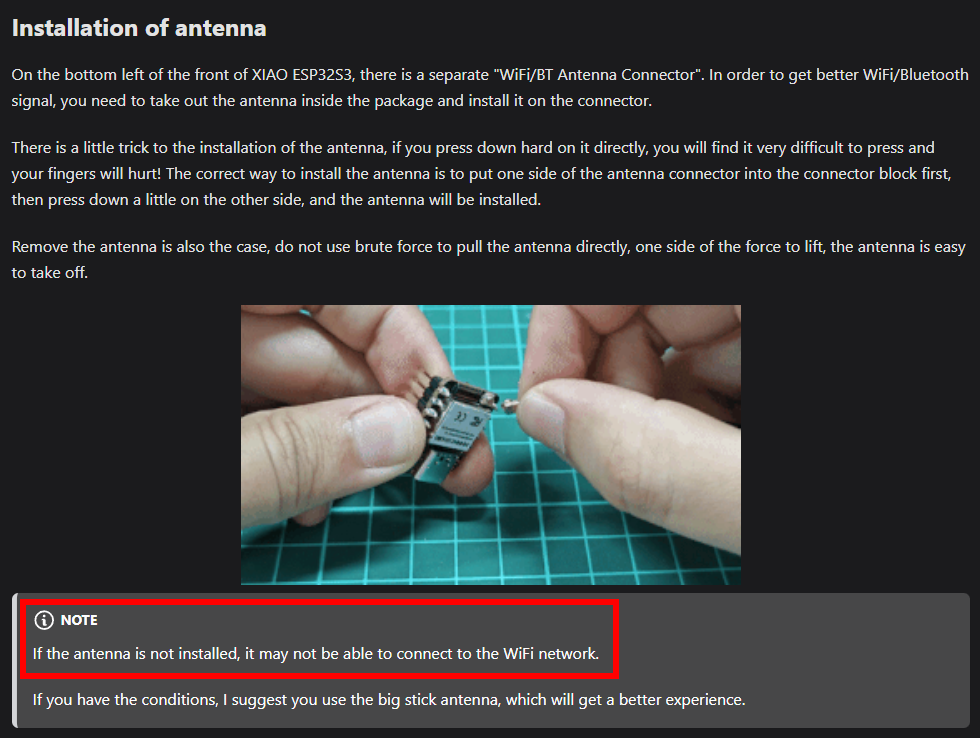 Installation of antenna
On the bottom left of the front of XIAO ESP32S3, there is a separate "WiFi/BT Antenna Connector". In order to get better WiFi/Bluetooth
signal, you need to take out the antenna inside the package and install it on the connector.
There is a little trick to the installation of the antenna, if you press down hard on it directly, you will find it very difficult to press and
your fingers will hurt! The correct way to install the antenna is to put one side of the antenna connector into the connector block first,
then press down a little on the other side, and the antenna will be installed.
Remove the antenna is also the case, do not use brute force to pull the antenna directly, one side of the force to lift, the antenna is easy
to take off.
NOTE
If the antenna is not installed, it may not be able to connect to the WiFi network.
If you have the conditions, I suggest you use the big stick antenna, which will get a better experience.